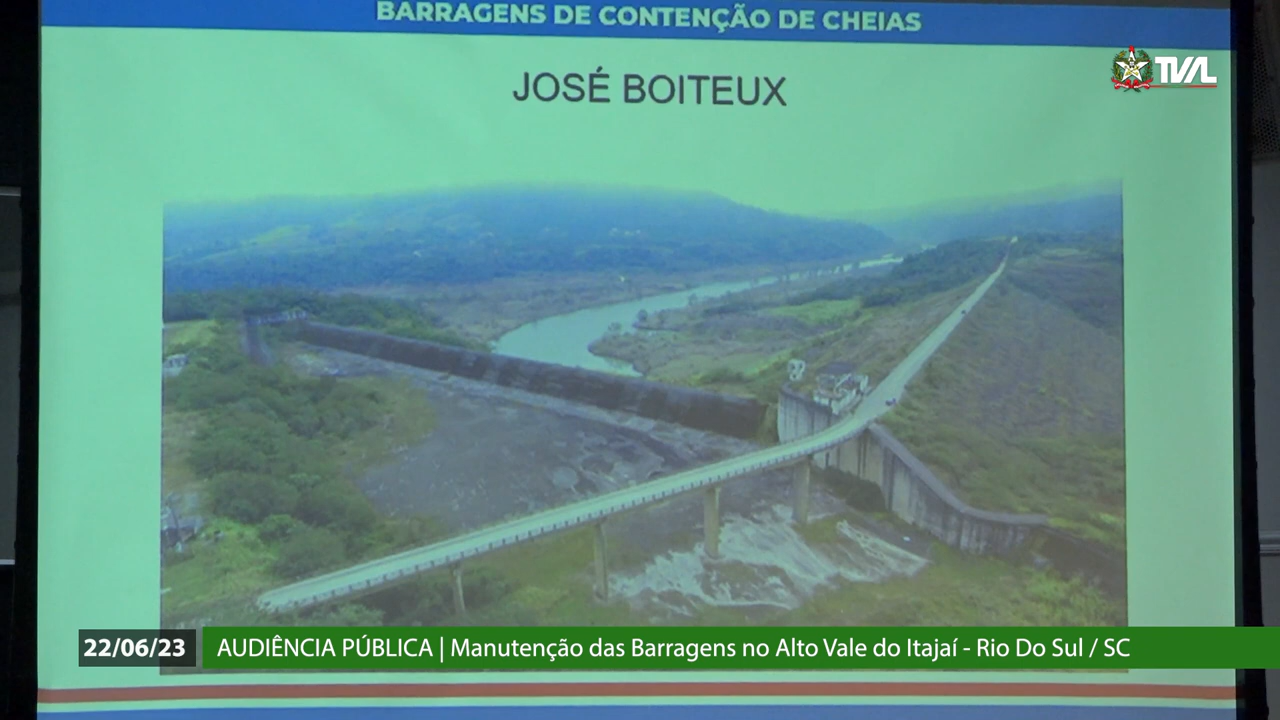 BARRAGENS DE CONTENÇÃO DE CHEIAS
TVAL
JOSÉ BOITEUX
22/06/23
AUDIÊNCIA PÚBLICA | Manutenção das Barragens no Alto Vale do Itajaí - Rio Do Sul / SC